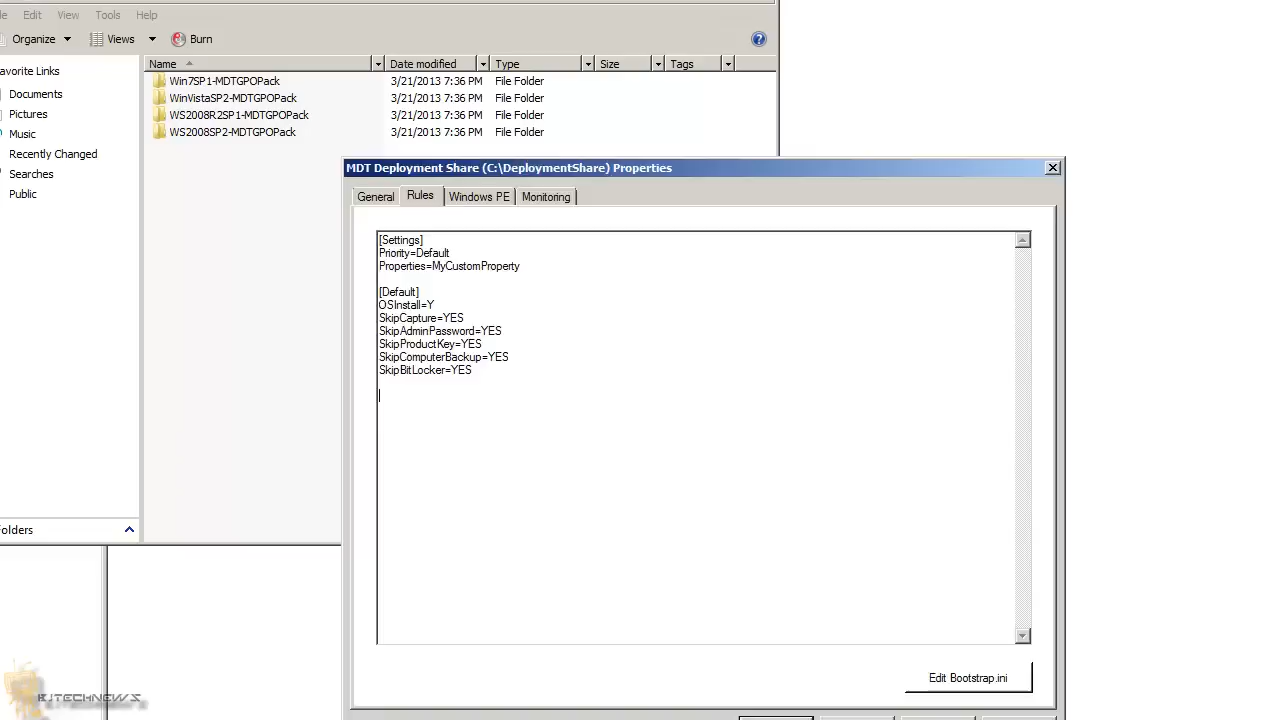 Edit View Tools Help
Organize Views Burn
Name Date modified Type Size Tags
avorite Links
Documents
Pictures
Music
Recently Changed
Searches
Public
olders
Win7SP1-MDTGPOPack 3/21/2013 7:36 PM File Folder
WinVistaSP2-MDTGPOPack 3/21/2013 7:36 PM File Folder
WS2008R2SP1-MDTGPOPack 3/21/2013 7:36 PM File Folder
WS2008SP2-MDTGPOPack 3/21/2013 7:36 PM File Folder
MDT Deployment Share (C:\DeploymentShare) Properties
General Rules Windows PE Monitoring
[Settings]
Priority=Default
Properties=MyCustomProperty
[Default]
OSInstall=Y
SkipCapture=YES
SkipAdminPassword=YES
SkipProductKey=YES
SkipComputerBackup=YES
SkipBitLocker=YES
Edit Bootstrap.ini
BJTECHNEWS